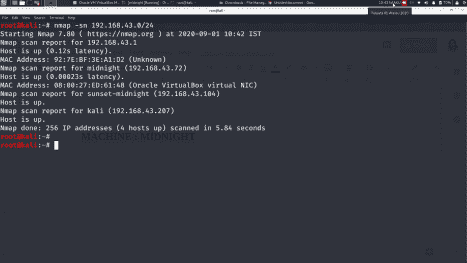 root@kali:~# nmap -sn 192.168.43.0/24
Starting Nmap 7.80 ( https://nmap.org ) at 2020-09-01 10:42 IST
Nmap scan report for 192.168.43.1
Host is up (0.12s latency).
MAC Address: 92:7E:BF:3E:A1:D2 (Unknown)
Nmap scan report for midnight (192.168.43.72)
Host is up (0.00023s latency).
MAC Address: 08:00:27:ED:61:48 (Oracle VirtualBox virtual NIC)
Nmap scan report for sunset-midnight (192.168.43.104)
Host is up.
Nmap scan report for kali (192.168.43.207)
Host is up.
Nmap done: 256 IP addresses (4 hosts up) scanned in 5.84 seconds
root@kali:~#
root@kali:~#